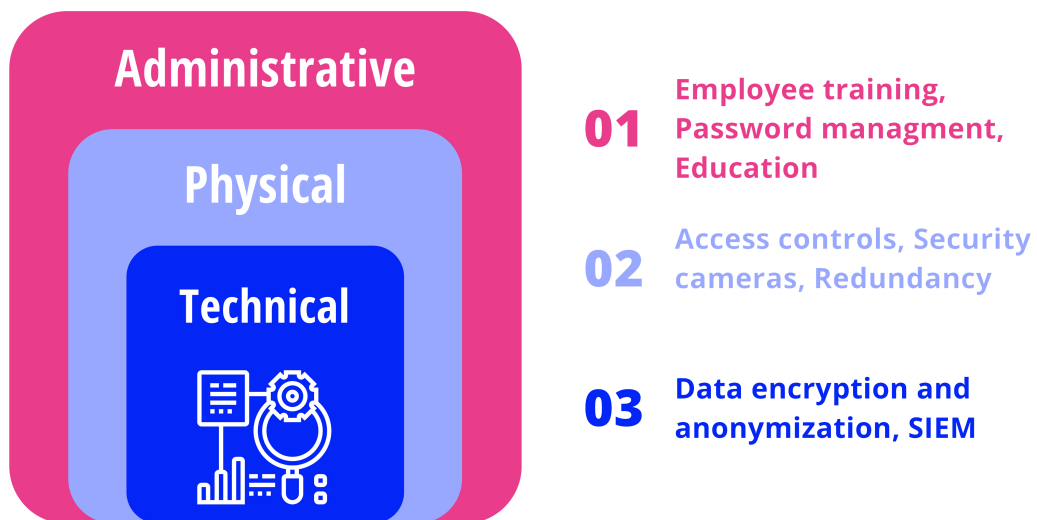 Administrative
Physical
Technical
01
Employee training,
Password managment,
Education
02
Access controls, Security
cameras, Redundancy
03
Data encryption and
anonymization, SIEM